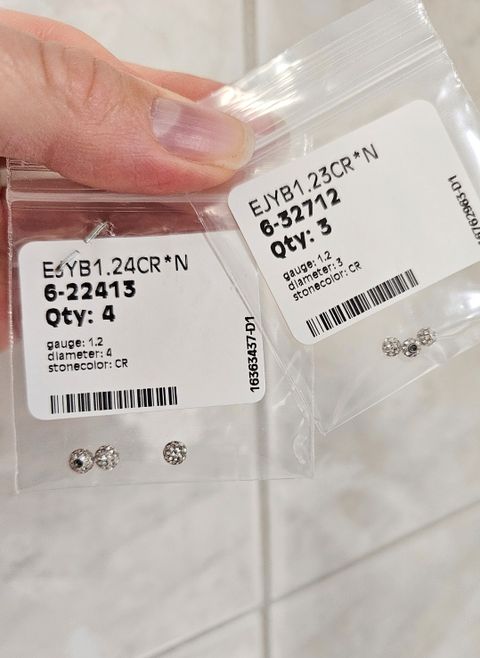 EJYB1.24CR*N
6-22413
Qty: 4
gauge: 1.2
diameter: 4
stonecolor: CR
16363437-D1
EJYB1.23CR*N
6-32712
Qty: 3
gauge: 1.2
diameter: 3
stonecolor: CR